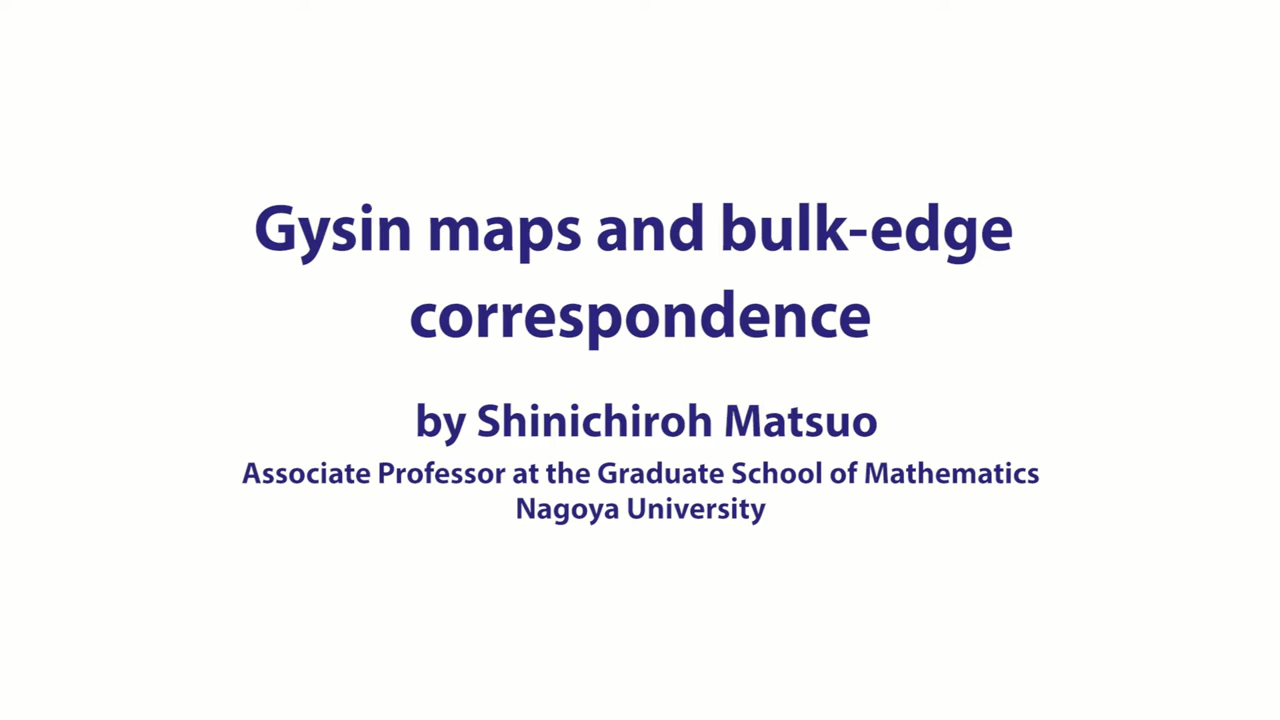 Gysin maps and bulk-edge
correspondence
by Shinichiroh Matsuo
Associate Professor at the Graduate School of Mathematics
Nagoya University